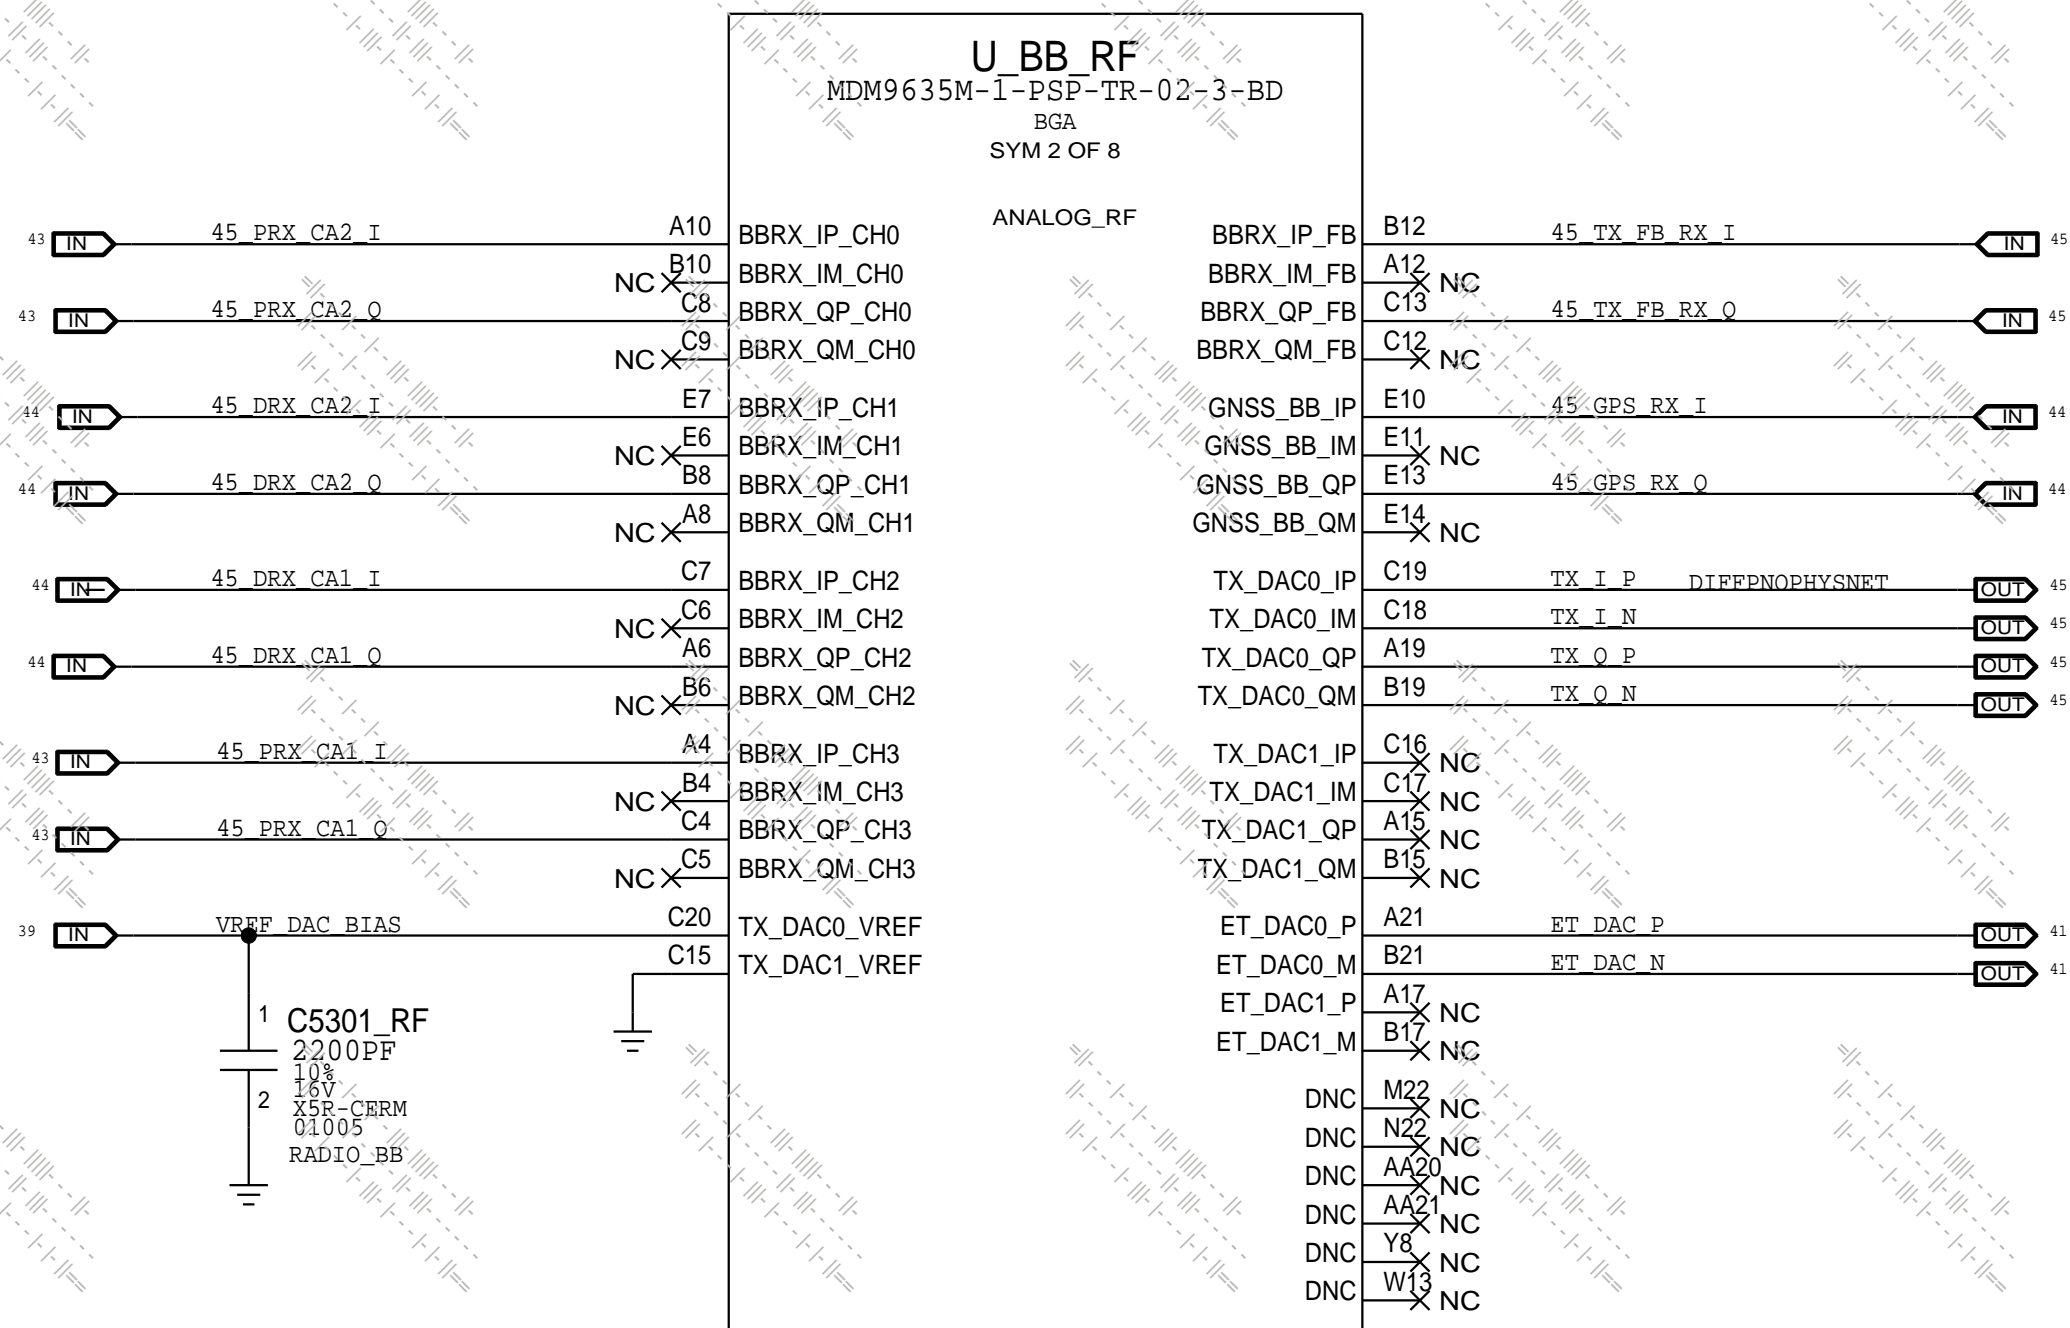 U_BB_RF
MDM9635M-1-PSP-TR-02-3-BD
BGA
SYM 2 OF 8
ANALOG_RF
43 IN 45_PRX_CA2_I A10 BBRX_IP_CH0
NC B10 BBRX_IM_CH0
43 IN 45_PRX_CA2_Q C8 BBRX_QP_CH0
NC C9 BBRX_QM_CH0
44 IN 45_DRX_CA2_I E7 BBRX_IP_CH1
NC E6 BBRX_IM_CH1
44 IN 45_DRX_CA2_Q B8 BBRX_QP_CH1
NC A8 BBRX_QM_CH1
44 IN 45_DRX_CA1_I C7 BBRX_IP_CH2
NC C6 BBRX_IM_CH2
44 IN 45_DRX_CA1_Q A6 BBRX_QP_CH2
NC B6 BBRX_QM_CH2
43 IN 45_PRX_CA1_I A4 BBRX_IP_CH3
NC B4 BBRX_IM_CH3
43 IN 45_PRX_CA1_Q C4 BBRX_QP_CH3
NC C5 BBRX_QM_CH3
39 IN VREF_DAC_BIAS C20 TX_DAC0_VREF
C15 TX_DAC1_VREF
1 C5301_RF
2200PF
10%
16V
2 X5R-CERM
01005
RADIO_BB
BBRX_IP_FB B12 45_TX_FB_RX_I IN 45
BBRX_IM_FB A12 NC
BBRX_QP_FB C13 45_TX_FB_RX_Q IN 45
BBRX_QM_FB C12 NC
GNSS_BB_IP E10 45_GPS_RX_I IN 44
GNSS_BB_IM E11 NC
GNSS_BB_QP E13 45_GPS_RX_Q IN 44
GNSS_BB_QM E14 NC
TX_DAC0_IP C19 TX_I_P DIFFPNOPHYSNET OUT 45
TX_DAC0_IM C18 TX_I_N OUT 45
TX_DAC0_QP A19 TX_Q_P OUT 45
TX_DAC0_QM B19 TX_Q_N OUT 45
TX_DAC1_IP C16 NC
TX_DAC1_IM C17 NC
TX_DAC1_QP A15 NC
TX_DAC1_QM B15 NC
ET_DAC0_P A21 ET_DAC_P OUT 41
ET_DAC0_M B21 ET_DAC_N OUT 41
ET_DAC1_P A17 NC
ET_DAC1_M B17 NC
DNC M22 NC
DNC N22 NC
DNC AA20 NC
DNC AA21 NC
DNC Y8 NC
DNC W13 NC